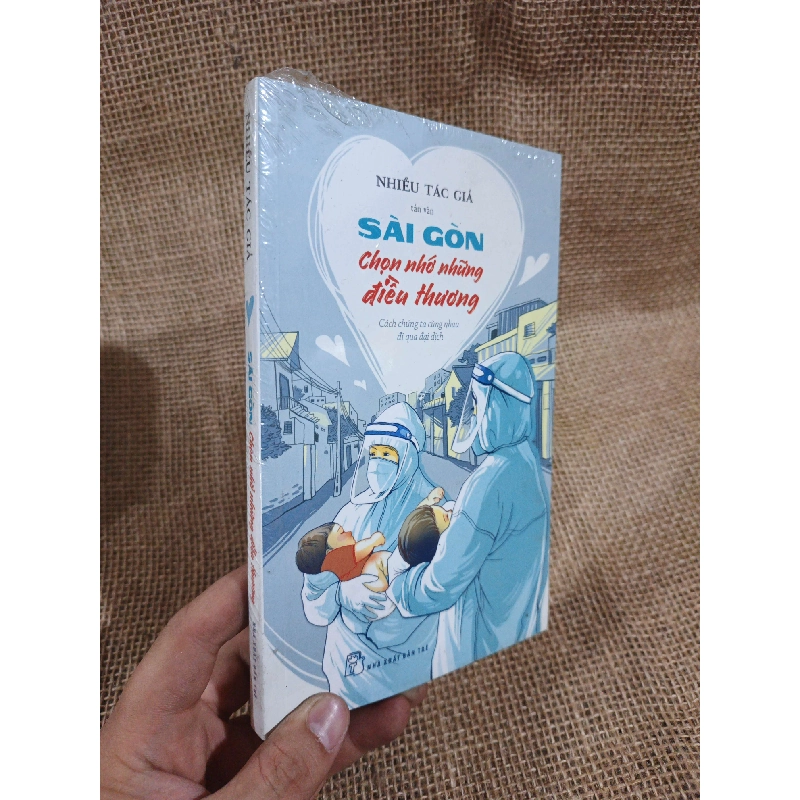 NHIỀU TÁC GIẢ
tản văn
SÀI GÒN
Chọn nhớ những
điều thương
Cách chúng ta cùng nhau
đi qua đại dịch
NHÀ XUẤT BẢN TRẺ
NHIỀU TÁC GIẢ
SÀI GÒN Chọn nhớ những điều thương